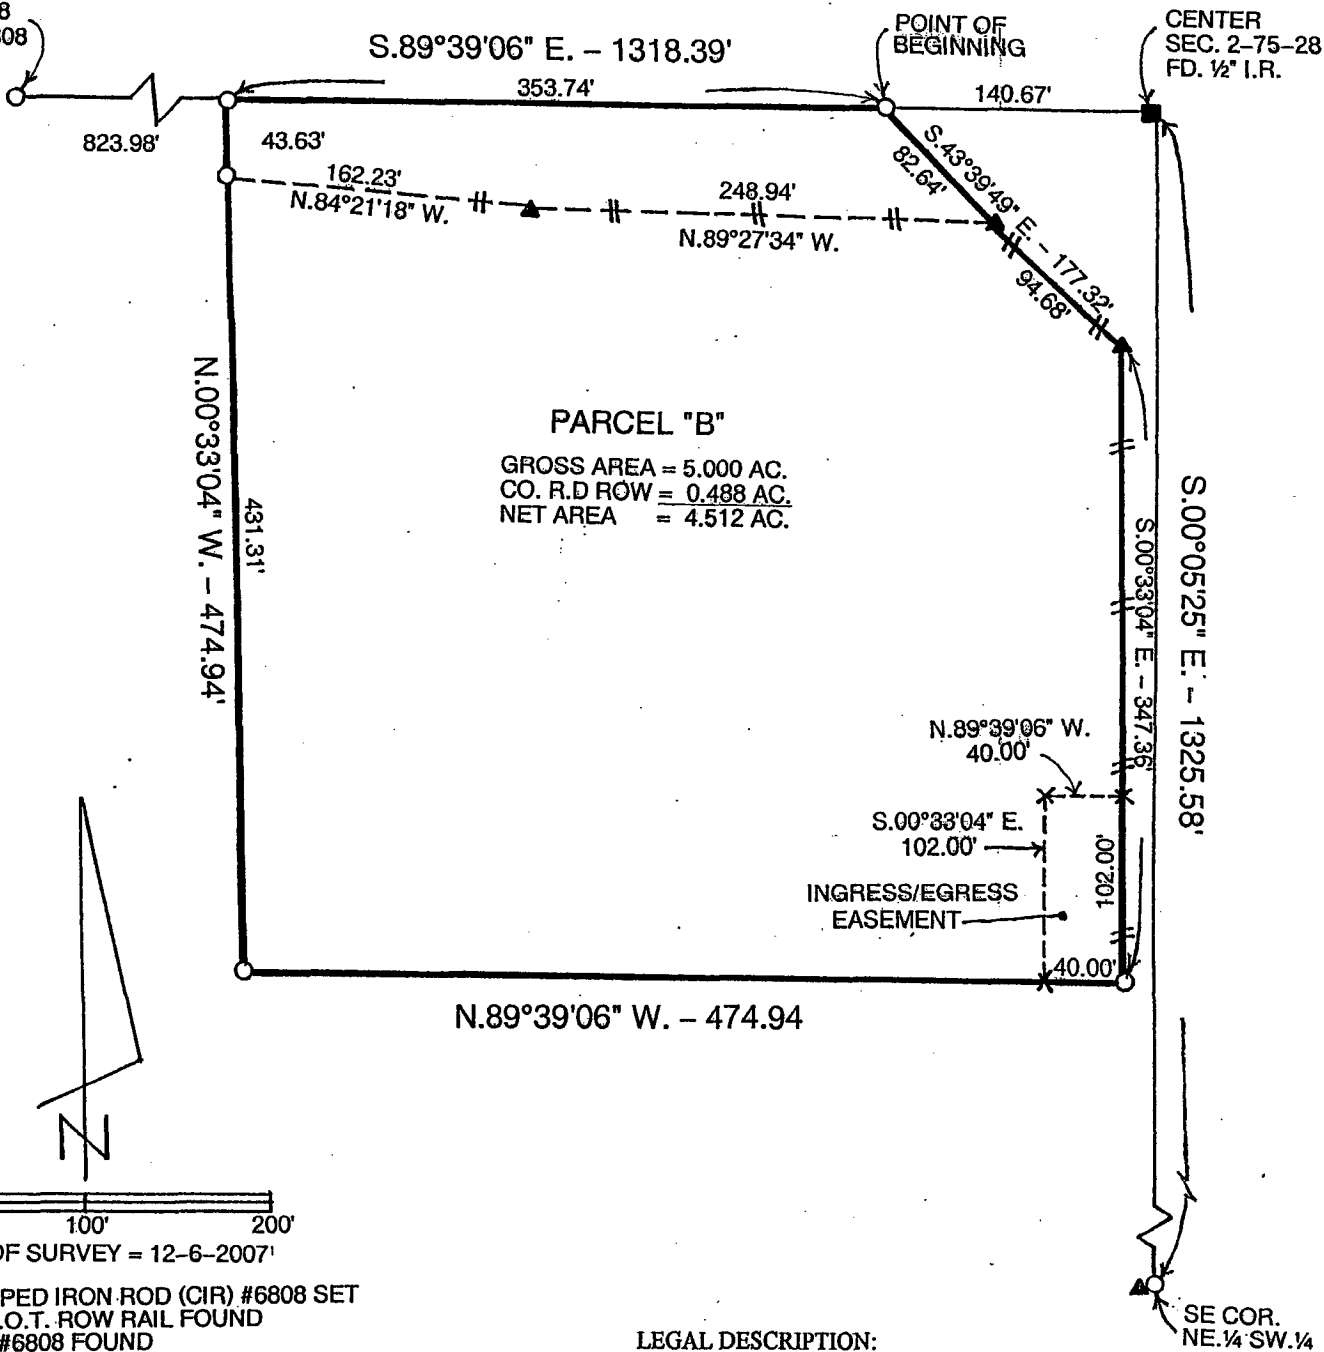 8
808
S.89°39'06" E. – 1318.39'
POINT OF
BEGINNING
CENTER
SEC. 2–75–28
FD. ½" I.R.
823.98'
353.74'
140.67'
43.63'
162.23'
N.84°21'18" W.
248.94'
N.89°27'34" W.
S.43°39'49" E. – 177.32'
82.64'
94.68'
N.00°33'04" W. – 474.94'
431.31'
PARCEL "B"
GROSS AREA = 5.000 AC.
CO. R.D ROW = 0.488 AC.
NET AREA = 4.512 AC.
S.00°33'04" E. – 347.36'
S.00°05'25" E. – 1325.58'
N.89°39'06" W.
40.00'
S.00°33'04" E.
102.00'
102.00'
INGRESS/EGRESS
EASEMENT
40.00'
N.89°39'06" W. – 474.94
N
100'
200'
OF SURVEY = 12–6–2007'
PED IRON ROD (CIR) #6808 SET
.O.T. ROW RAIL FOUND
#6808 FOUND
LEGAL DESCRIPTION:
SE COR.
NE.¼ SW.¼